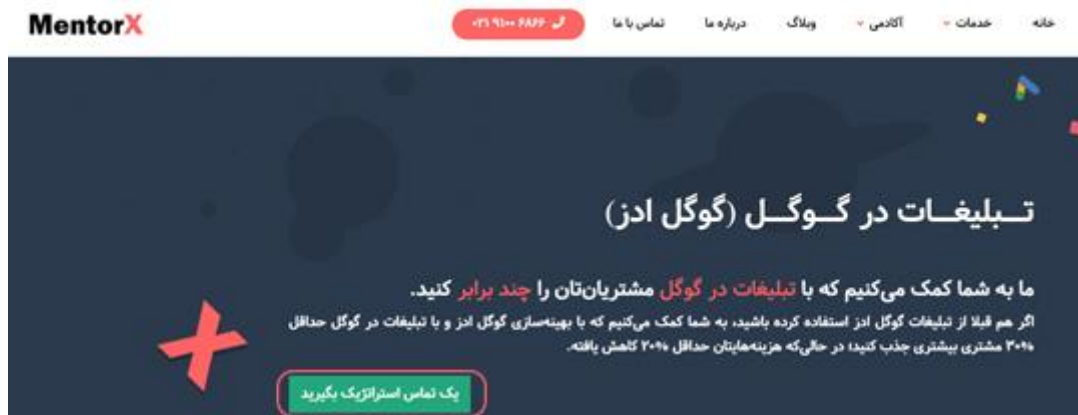 MentorX
خانه خدمات آکادمی وبلاگ درباره ما تماس با ما ۰۲۱ ۹۱۰۰ ۶۸۶۶
تــبلیغــات در گــوگــل (گوگل ادز)
ما به شما کمک می‌کنیم که با تبلیغات در گوگل مشتریان‌تان را چند برابر کنید.
اگر هم قبلا از تبلیغات گوگل ادز استفاده کرده باشید، به شما کمک می‌کنیم که با بهینه‌سازی گوگل ادز و با تبلیغات در گوگل حداقل
۳۰% مشتری بیشتری جذب کنید؛ در حالی‌که هزینه‌هایتان حداقل ۲۰% کاهش یافته.
یک تماس استراتژیک بگیرید